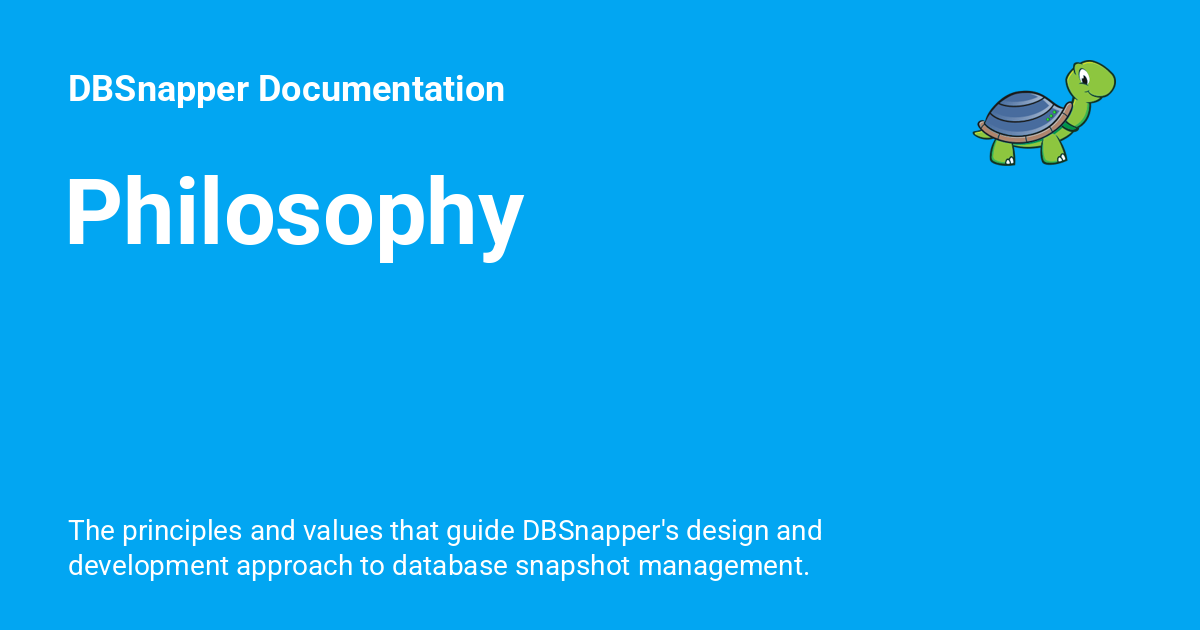 DBSnapper Documentation
Philosophy
The principles and values that guide DBSnapper's design and
development approach to database snapshot management.